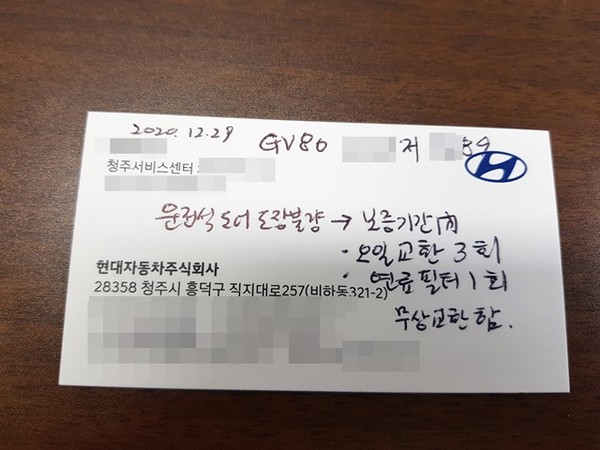 2020.12.29 GV80 저 89
청주서비스센터 :
운전석 도어 도장불량 → 보증기간內
· 오일교환 3회
현대자동차주식회사
· 연료필터 1회
28358 청주시 흥덕구 직지대로257(비하동321-2)
무상교환함.